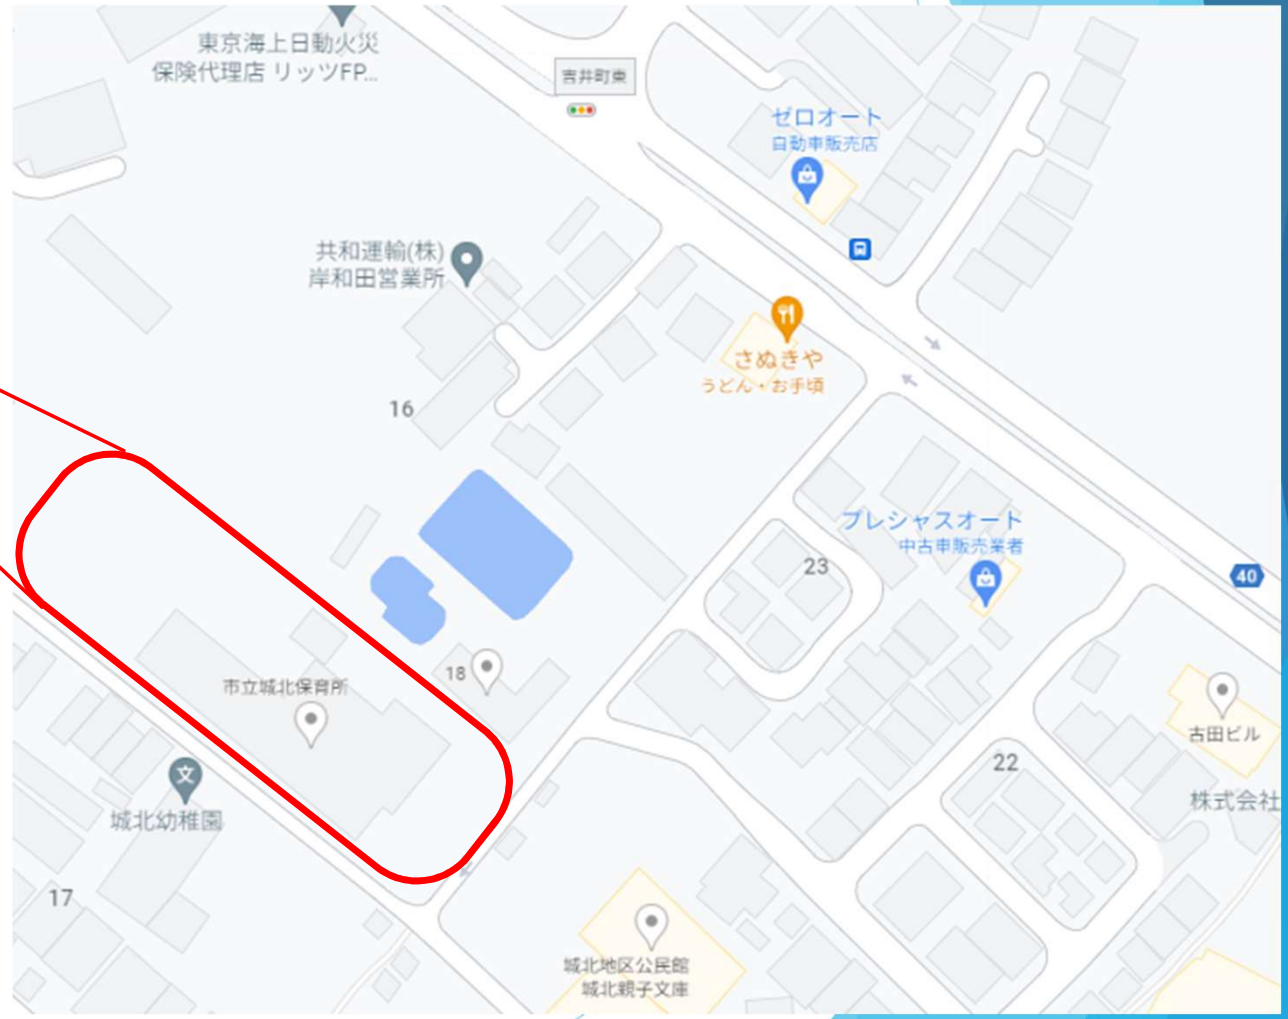 東京海上日動火災
保険代理店 リッツFP...
吉井町東
ゼロオート
自動車販売店
共和運輸(株)
岸和田営業所
さぬきや
うどん・お手頃
16
プレシャスオート
中古車販売業者
23
40
18
市立城北保育所
古田ビル
22
株式会社
文
城北幼稚園
17
城北地区公民館
城北親子文庫